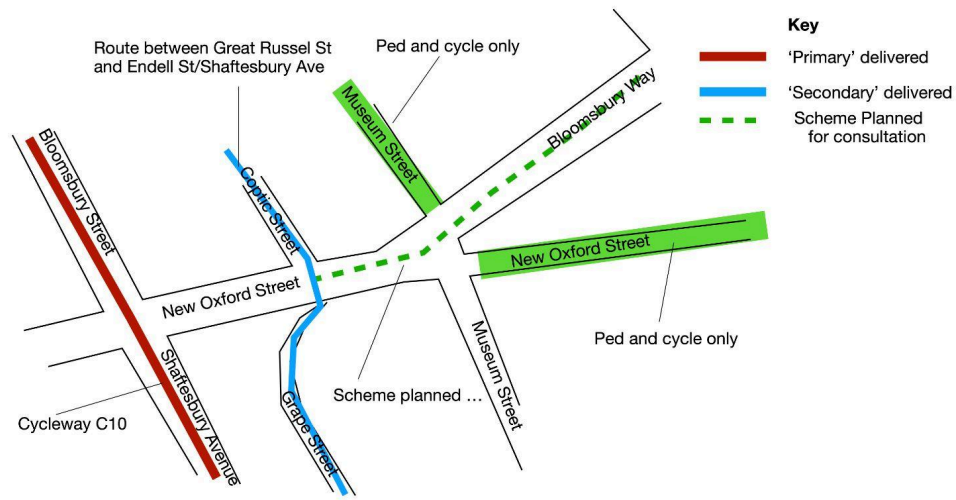 Route between Great Russel St
and Endell St/Shaftesbury Ave
Ped and cycle only
Key
'Primary' delivered
'Secondary' delivered
Scheme Planned
for consultation
Bloomsbury Way
Museum Street
Bloomsbury Street
Coptic Street
New Oxford Street
New Oxford Street
Ped and cycle only
Museum Street
Shaftesbury Avenue
Scheme planned …
Grape Street
Cycleway C10